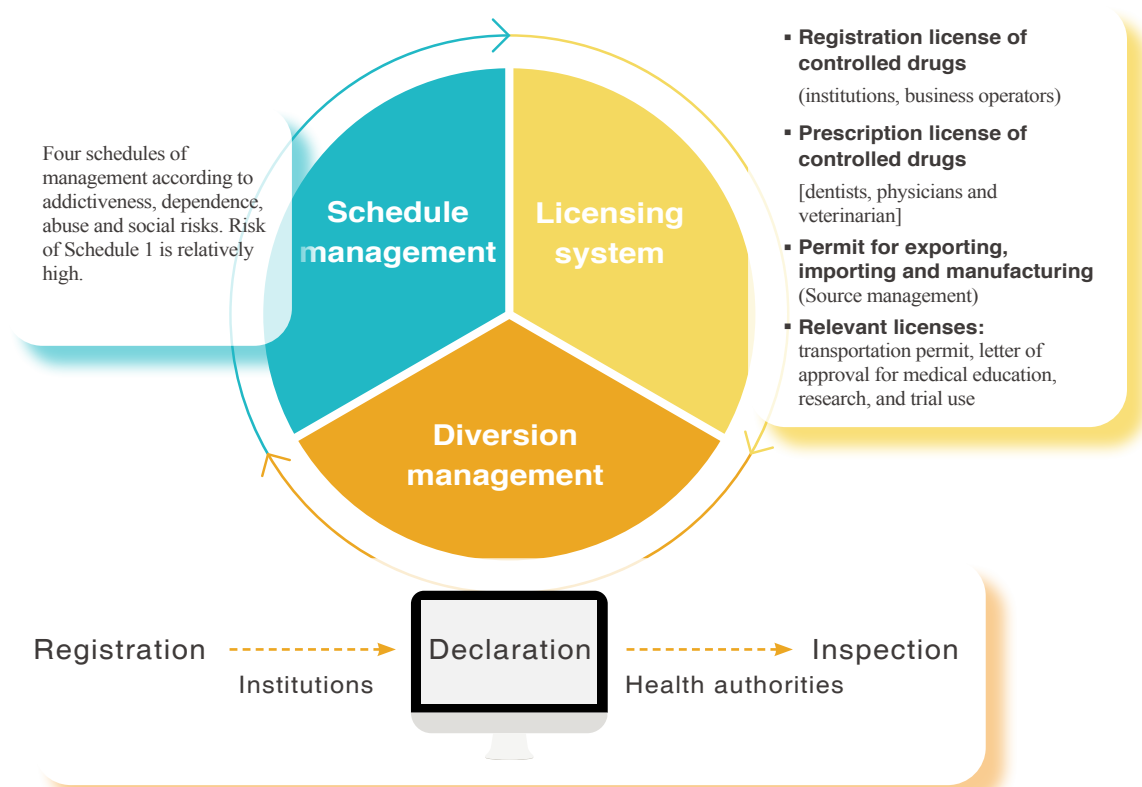 Four schedules of
management according to
addictiveness, dependence,
abuse and social risks. Risk
of Schedule 1 is relatively
high.
Schedule
management
Licensing
system
▪ Registration license of
controlled drugs
(institutions, business operators)
▪ Prescription license of
controlled drugs
[dentists, physicians and
veterinarian]
▪ Permit for exporting,
importing and manufacturing
(Source management)
▪ Relevant licenses:
transportation permit, letter of
approval for medical education,
research, and trial use
Diversion
management
Registration
Institutions
Declaration
Health authorities
Inspection